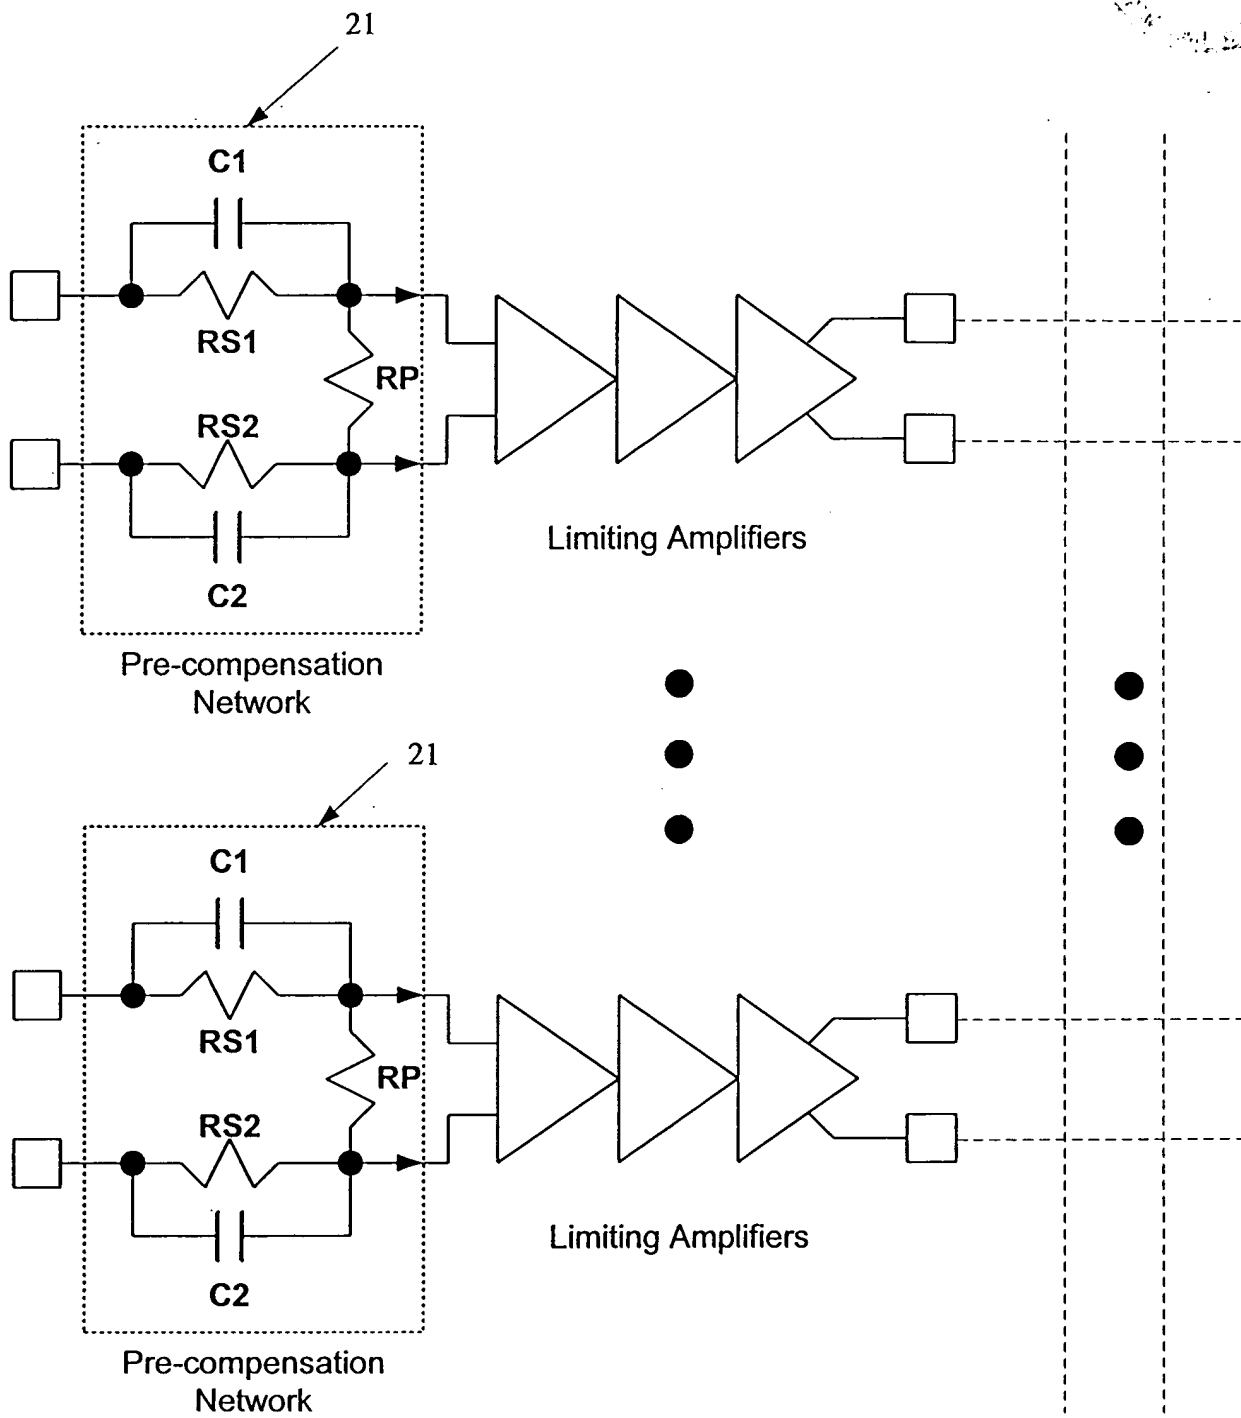 21
C1
RS1
RP
RS2
C2
Limiting Amplifiers
Pre-compensation
Network
21
C1
RS1
RP
RS2
C2
Limiting Amplifiers
Pre-compensation
Network